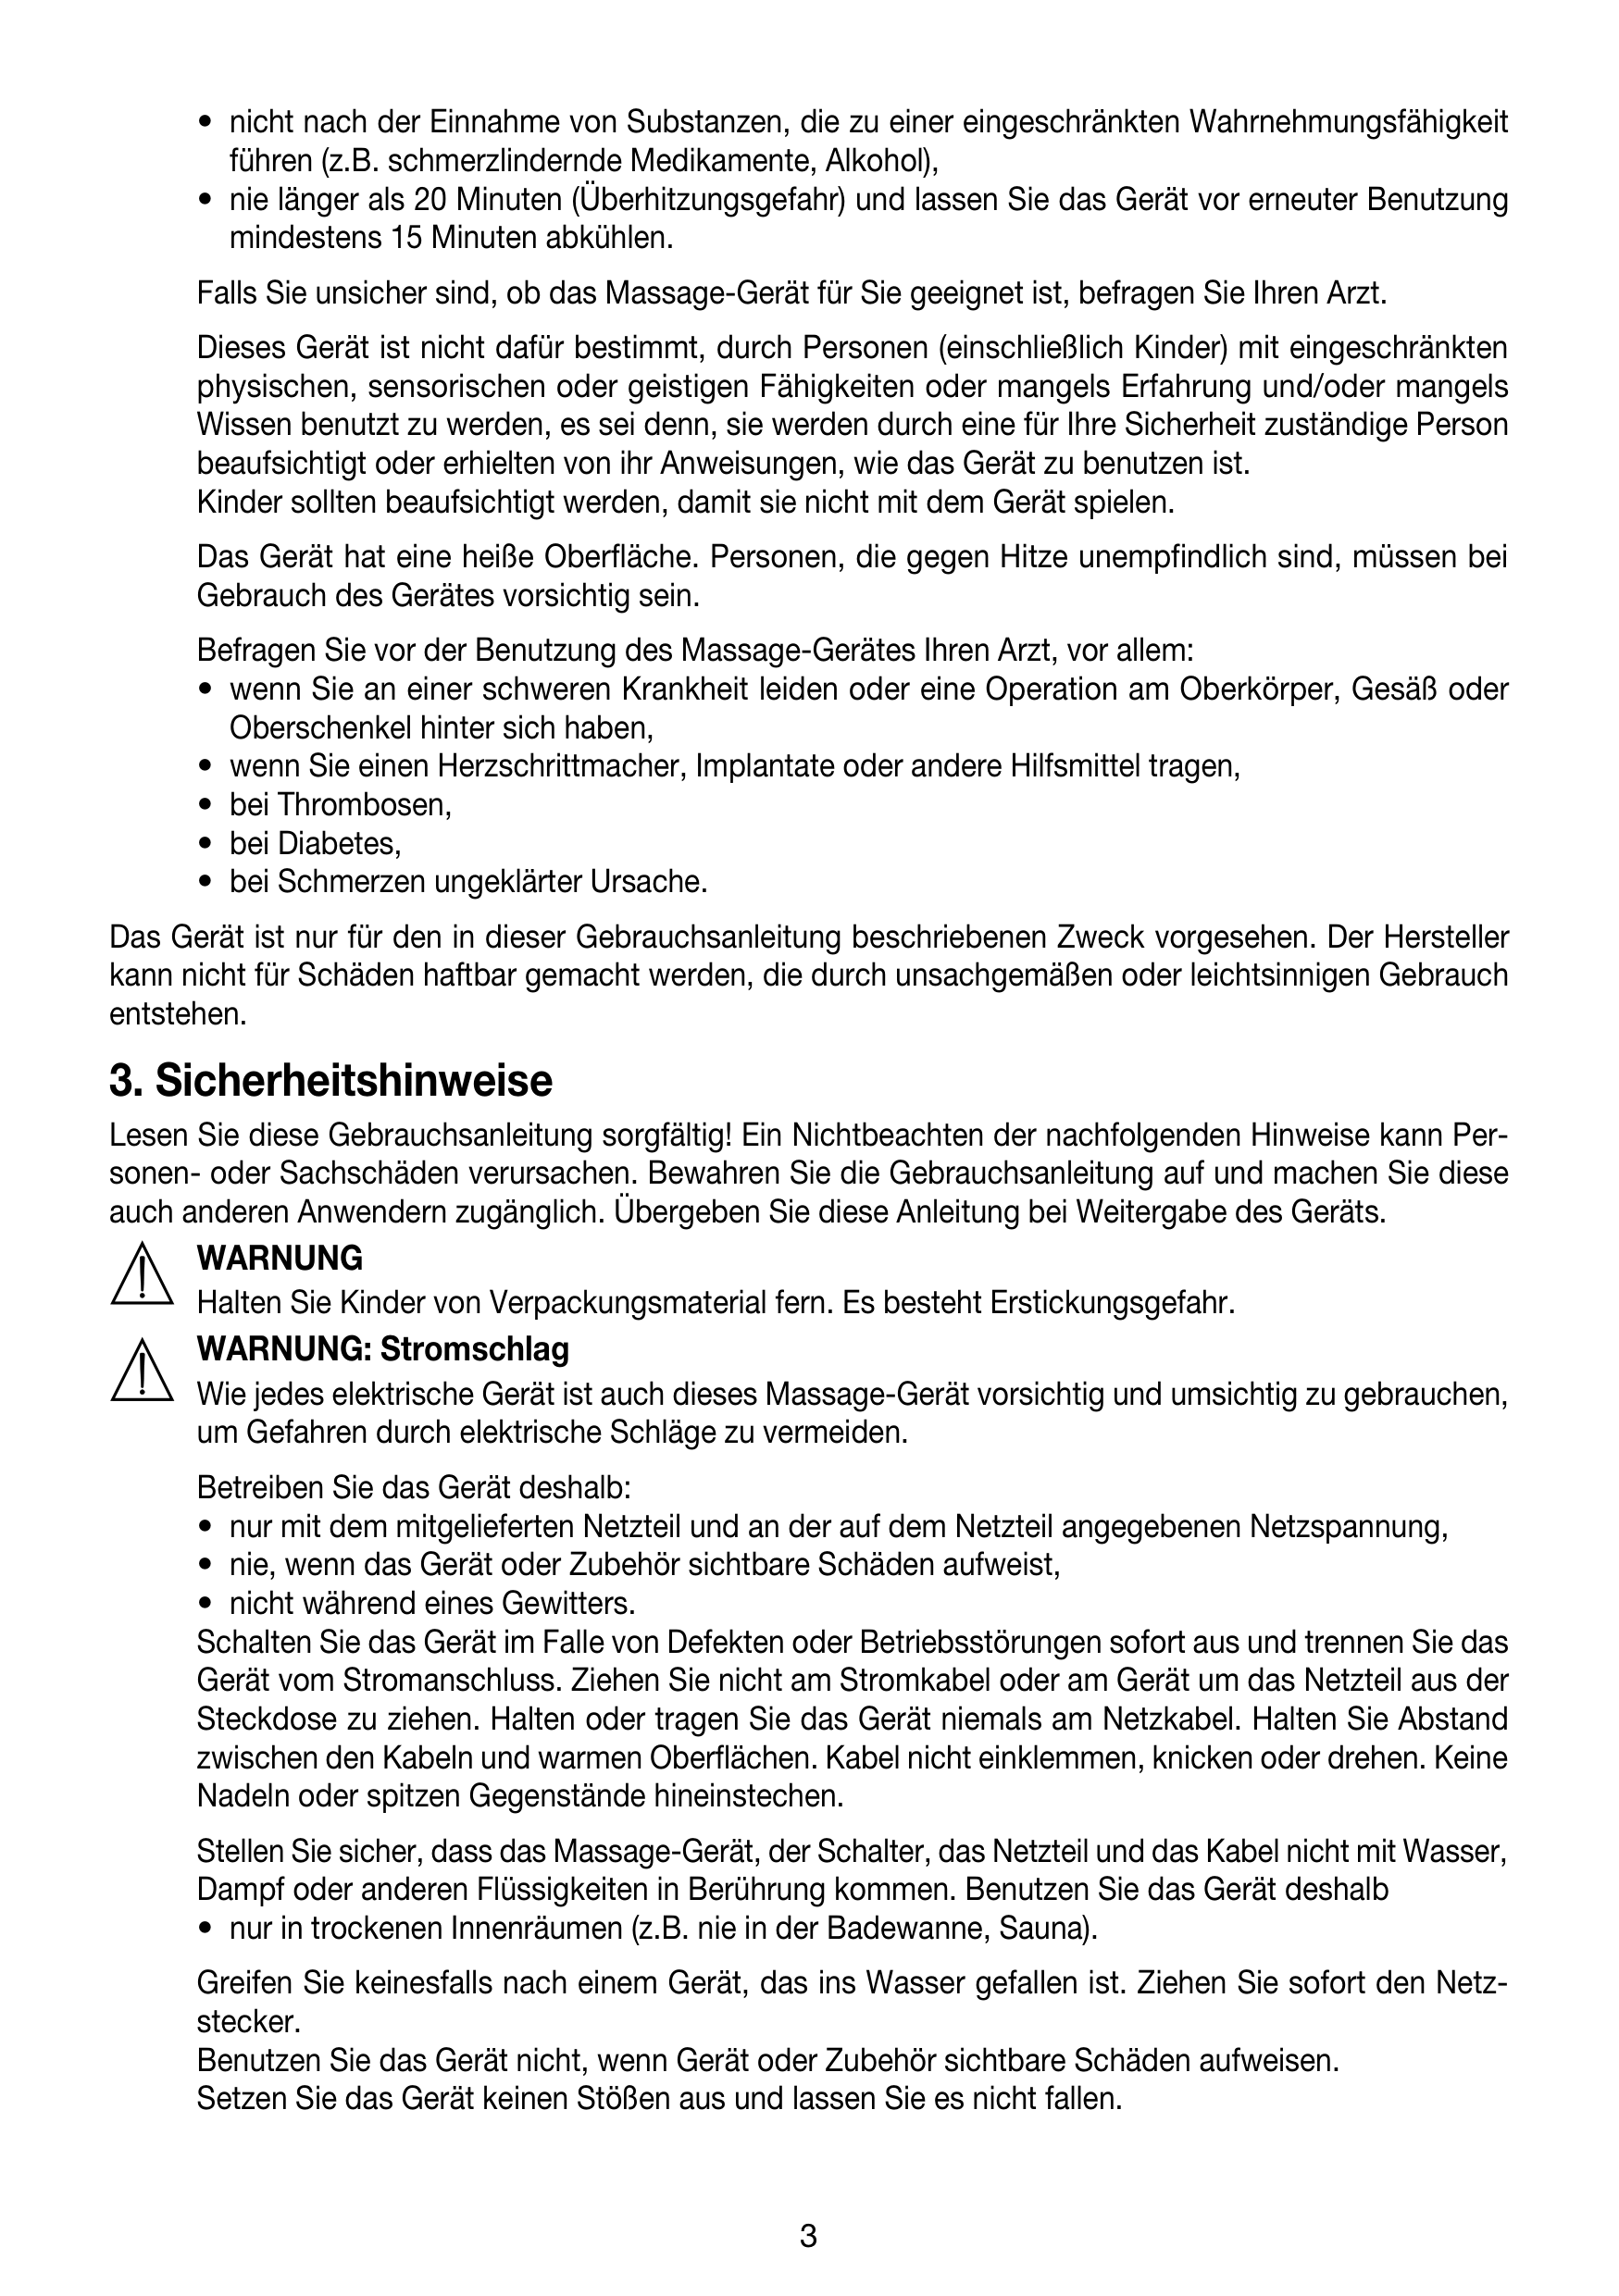 • nicht nach der Einnahme von Substanzen, die zu einer eingeschränkten Wahrnehmungsfähigkeit
führen (z.B. schmerzlindernde Medikamente, Alkohol),
• nie länger als 20 Minuten (Überhitzungsgefahr) und lassen Sie das Gerät vor erneuter Benutzung
mindestens 15 Minuten abkühlen.
Falls Sie unsicher sind, ob das Massage-Gerät für Sie geeignet ist, befragen Sie Ihren Arzt.
Dieses Gerät ist nicht dafür bestimmt, durch Personen (einschließlich Kinder) mit eingeschränkten
physischen, sensorischen oder geistigen Fähigkeiten oder mangels Erfahrung und/oder mangels
Wissen benutzt zu werden, es sei denn, sie werden durch eine für Ihre Sicherheit zuständige Person
beaufsichtigt oder erhielten von ihr Anweisungen, wie das Gerät zu benutzen ist.
Kinder sollten beaufsichtigt werden, damit sie nicht mit dem Gerät spielen.
Das Gerät hat eine heiße Oberfläche. Personen, die gegen Hitze unempfindlich sind, müssen bei
Gebrauch des Gerätes vorsichtig sein.
Befragen Sie vor der Benutzung des Massage-Gerätes Ihren Arzt, vor allem:
• wenn Sie an einer schweren Krankheit leiden oder eine Operation am Oberkörper, Gesäß oder
Oberschenkel hinter sich haben,
• wenn Sie einen Herzschrittmacher, Implantate oder andere Hilfsmittel tragen,
• bei Thrombosen,
• bei Diabetes,
• bei Schmerzen ungeklärter Ursache.
Das Gerät ist nur für den in dieser Gebrauchsanleitung beschriebenen Zweck vorgesehen. Der Hersteller
kann nicht für Schäden haftbar gemacht werden, die durch unsachgemäßen oder leichtsinnigen Gebrauch
entstehen.
3. Sicherheitshinweise
Lesen Sie diese Gebrauchsanleitung sorgfältig! Ein Nichtbeachten der nachfolgenden Hinweise kann Per-
sonen- oder Sachschäden verursachen. Bewahren Sie die Gebrauchsanleitung auf und machen Sie diese
auch anderen Anwendern zugänglich. Übergeben Sie diese Anleitung bei Weitergabe des Geräts.
WARNUNG
Halten Sie Kinder von Verpackungsmaterial fern. Es besteht Erstickungsgefahr.
WARNUNG: Stromschlag
Wie jedes elektrische Gerät ist auch dieses Massage-Gerät vorsichtig und umsichtig zu gebrauchen,
um Gefahren durch elektrische Schläge zu vermeiden.
Betreiben Sie das Gerät deshalb:
• nur mit dem mitgelieferten Netzteil und an der auf dem Netzteil angegebenen Netzspannung,
• nie, wenn das Gerät oder Zubehör sichtbare Schäden aufweist,
• nicht während eines Gewitters.
Schalten Sie das Gerät im Falle von Defekten oder Betriebsstörungen sofort aus und trennen Sie das
Gerät vom Stromanschluss. Ziehen Sie nicht am Stromkabel oder am Gerät um das Netzteil aus der
Steckdose zu ziehen. Halten oder tragen Sie das Gerät niemals am Netzkabel. Halten Sie Abstand
zwischen den Kabeln und warmen Oberflächen. Kabel nicht einklemmen, knicken oder drehen. Keine
Nadeln oder spitzen Gegenstände hineinstechen.
Stellen Sie sicher, dass das Massage-Gerät, der Schalter, das Netzteil und das Kabel nicht mit Wasser,
Dampf oder anderen Flüssigkeiten in Berührung kommen. Benutzen Sie das Gerät deshalb
• nur in trockenen Innenräumen (z.B. nie in der Badewanne, Sauna).
Greifen Sie keinesfalls nach einem Gerät, das ins Wasser gefallen ist. Ziehen Sie sofort den Netz-
stecker.
Benutzen Sie das Gerät nicht, wenn Gerät oder Zubehör sichtbare Schäden aufweisen.
Setzen Sie das Gerät keinen Stößen aus und lassen Sie es nicht fallen.
3